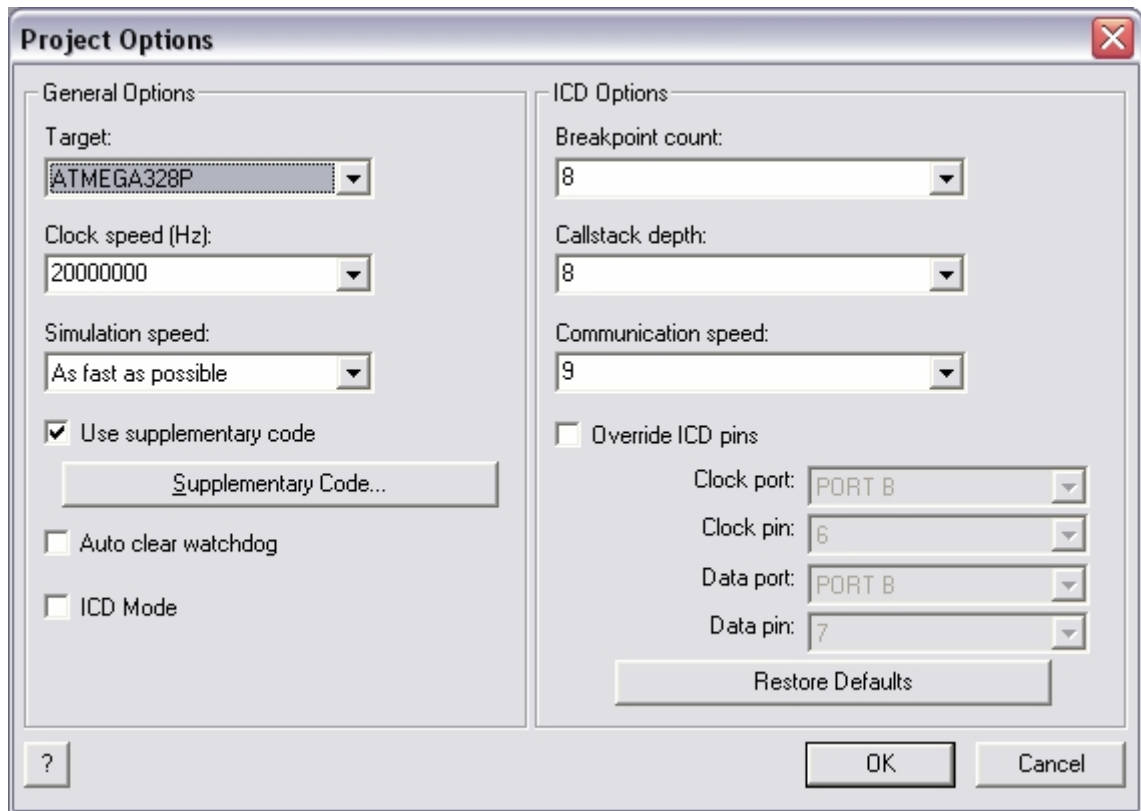 Project Options
General Options
Target:
ATMEGA328P
Clock speed (Hz):
20000000
Simulation speed:
As fast as possible
Use supplementary code
Supplementary Code...
Auto clear watchdog
ICD Mode
ICD Options
Breakpoint count:
8
Callstack depth:
8
Communication speed:
9
Override ICD pins
Clock port: PORT B
Clock pin: 6
Data port: PORT B
Data pin: 7
Restore Defaults
?
OK
Cancel